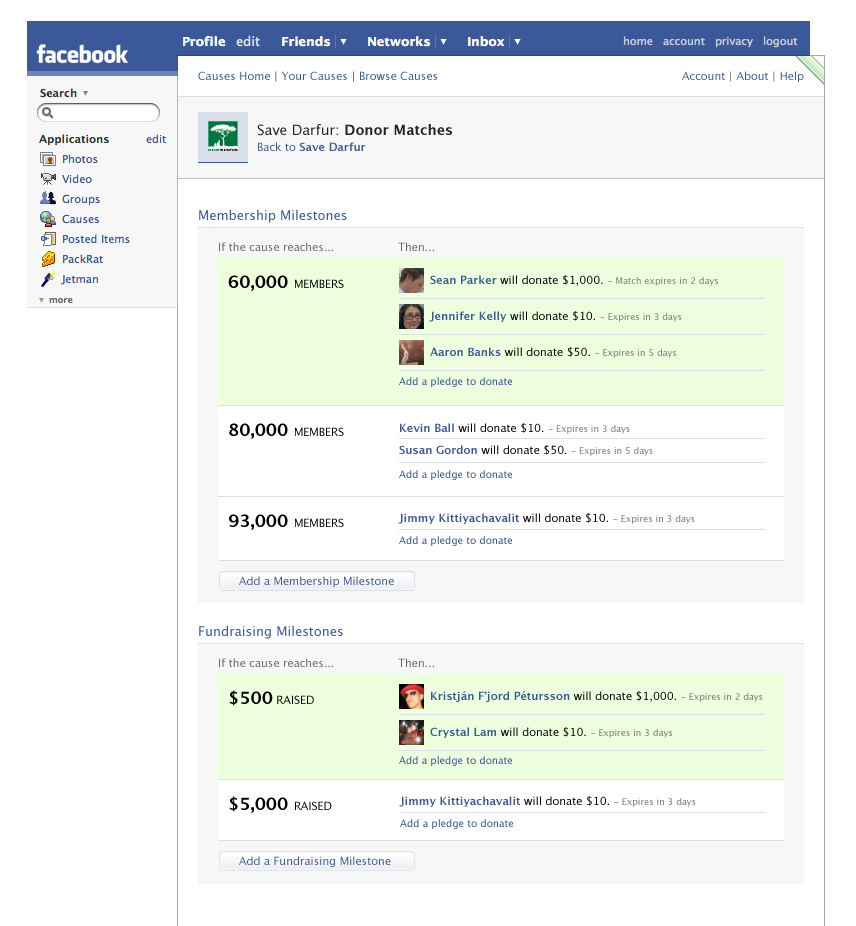 facebook
Profile edit Friends ▼ Networks ▼ Inbox ▼ home account privacy logout
Search ▼
Applications edit
Photos
Video
Groups
Causes
Posted Items
PackRat
Jetman
▼ more
Causes Home | Your Causes | Browse Causes Account | About | Help
Save Darfur: Donor Matches
Back to Save Darfur
Membership Milestones
If the cause reaches... Then...
60,000 MEMBERS
Sean Parker will donate $1,000. – Match expires in 2 days
Jennifer Kelly will donate $10. – Expires in 3 days
Aaron Banks will donate $50. – Expires in 5 days
Add a pledge to donate
80,000 MEMBERS
Kevin Ball will donate $10. – Expires in 3 days
Susan Gordon will donate $50. – Expires in 5 days
Add a pledge to donate
93,000 MEMBERS
Jimmy Kittiyachavalit will donate $10. – Expires in 3 days
Add a pledge to donate
Add a Membership Milestone
Fundraising Milestones
If the cause reaches... Then...
$500 RAISED
Kristján F'jord Pétursson will donate $1,000. – Expires in 2 days
Crystal Lam will donate $10. – Expires in 3 days
Add a pledge to donate
$5,000 RAISED
Jimmy Kittiyachavalit will donate $10. – Expires in 3 days
Add a pledge to donate
Add a Fundraising Milestone